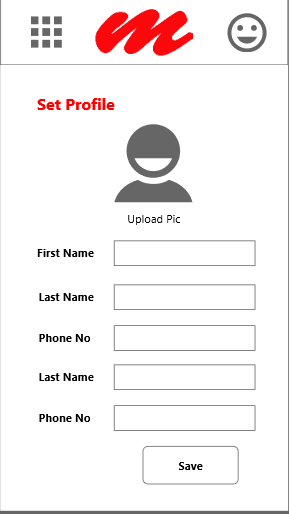 Set Profile
Upload Pic
First Name
Last Name
Phone No
Last Name
Phone No
Save